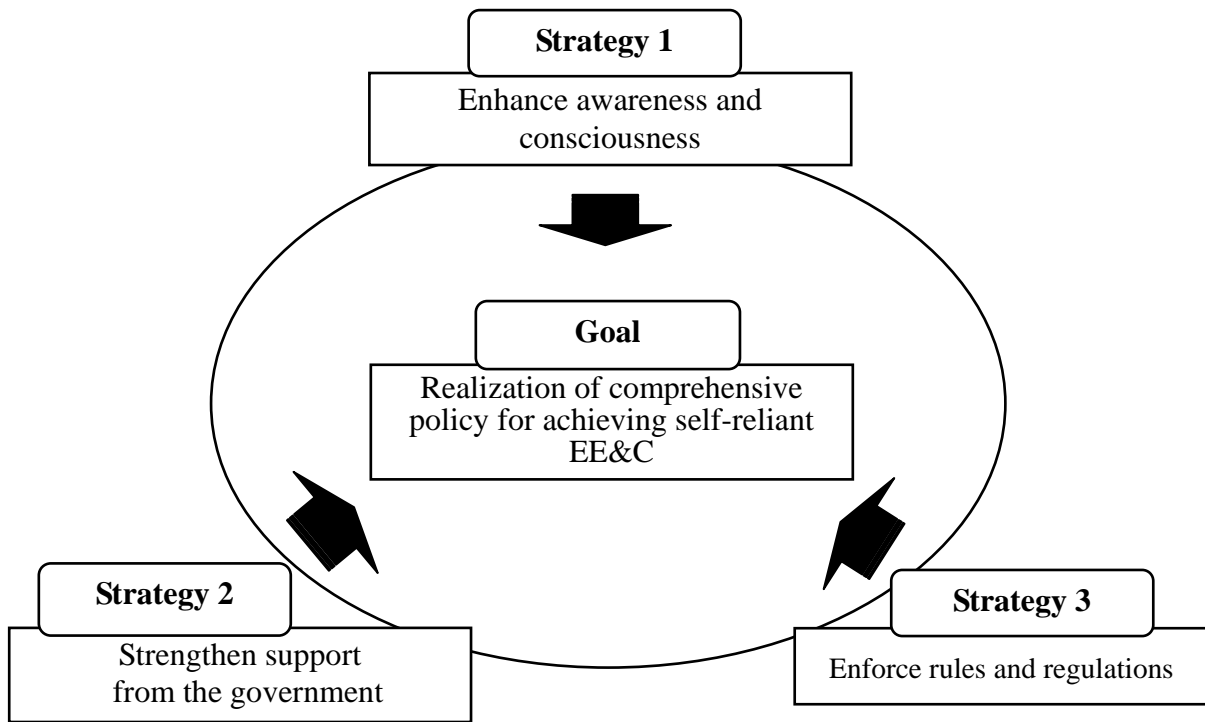 Strategy 1
Enhance awareness and
consciousness
Goal
Realization of comprehensive
policy for achieving self-reliant
EE&C
Strategy 2
Strengthen support
from the government
Strategy 3
Enforce rules and regulations